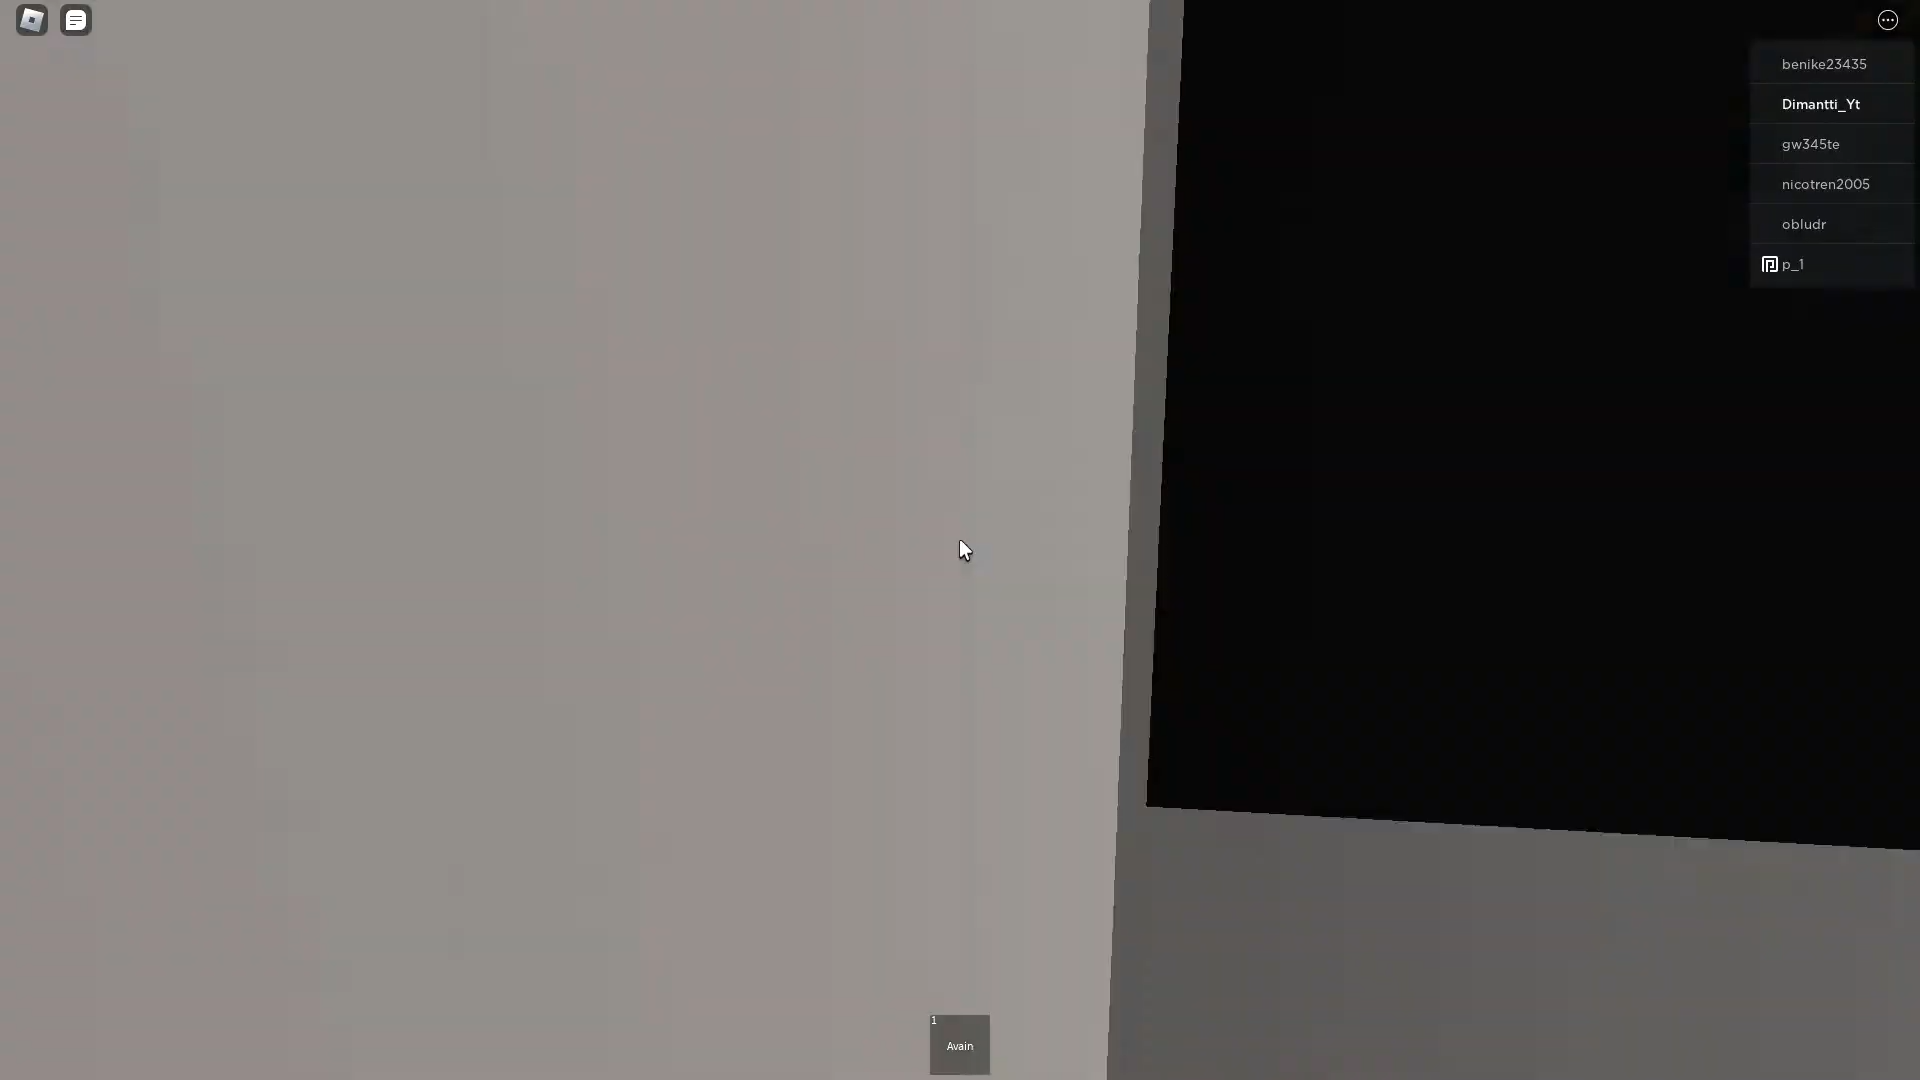 benike23435
Dimantti_Yt
gw345te
nicotren2005
obludr
p_1
1
Avain